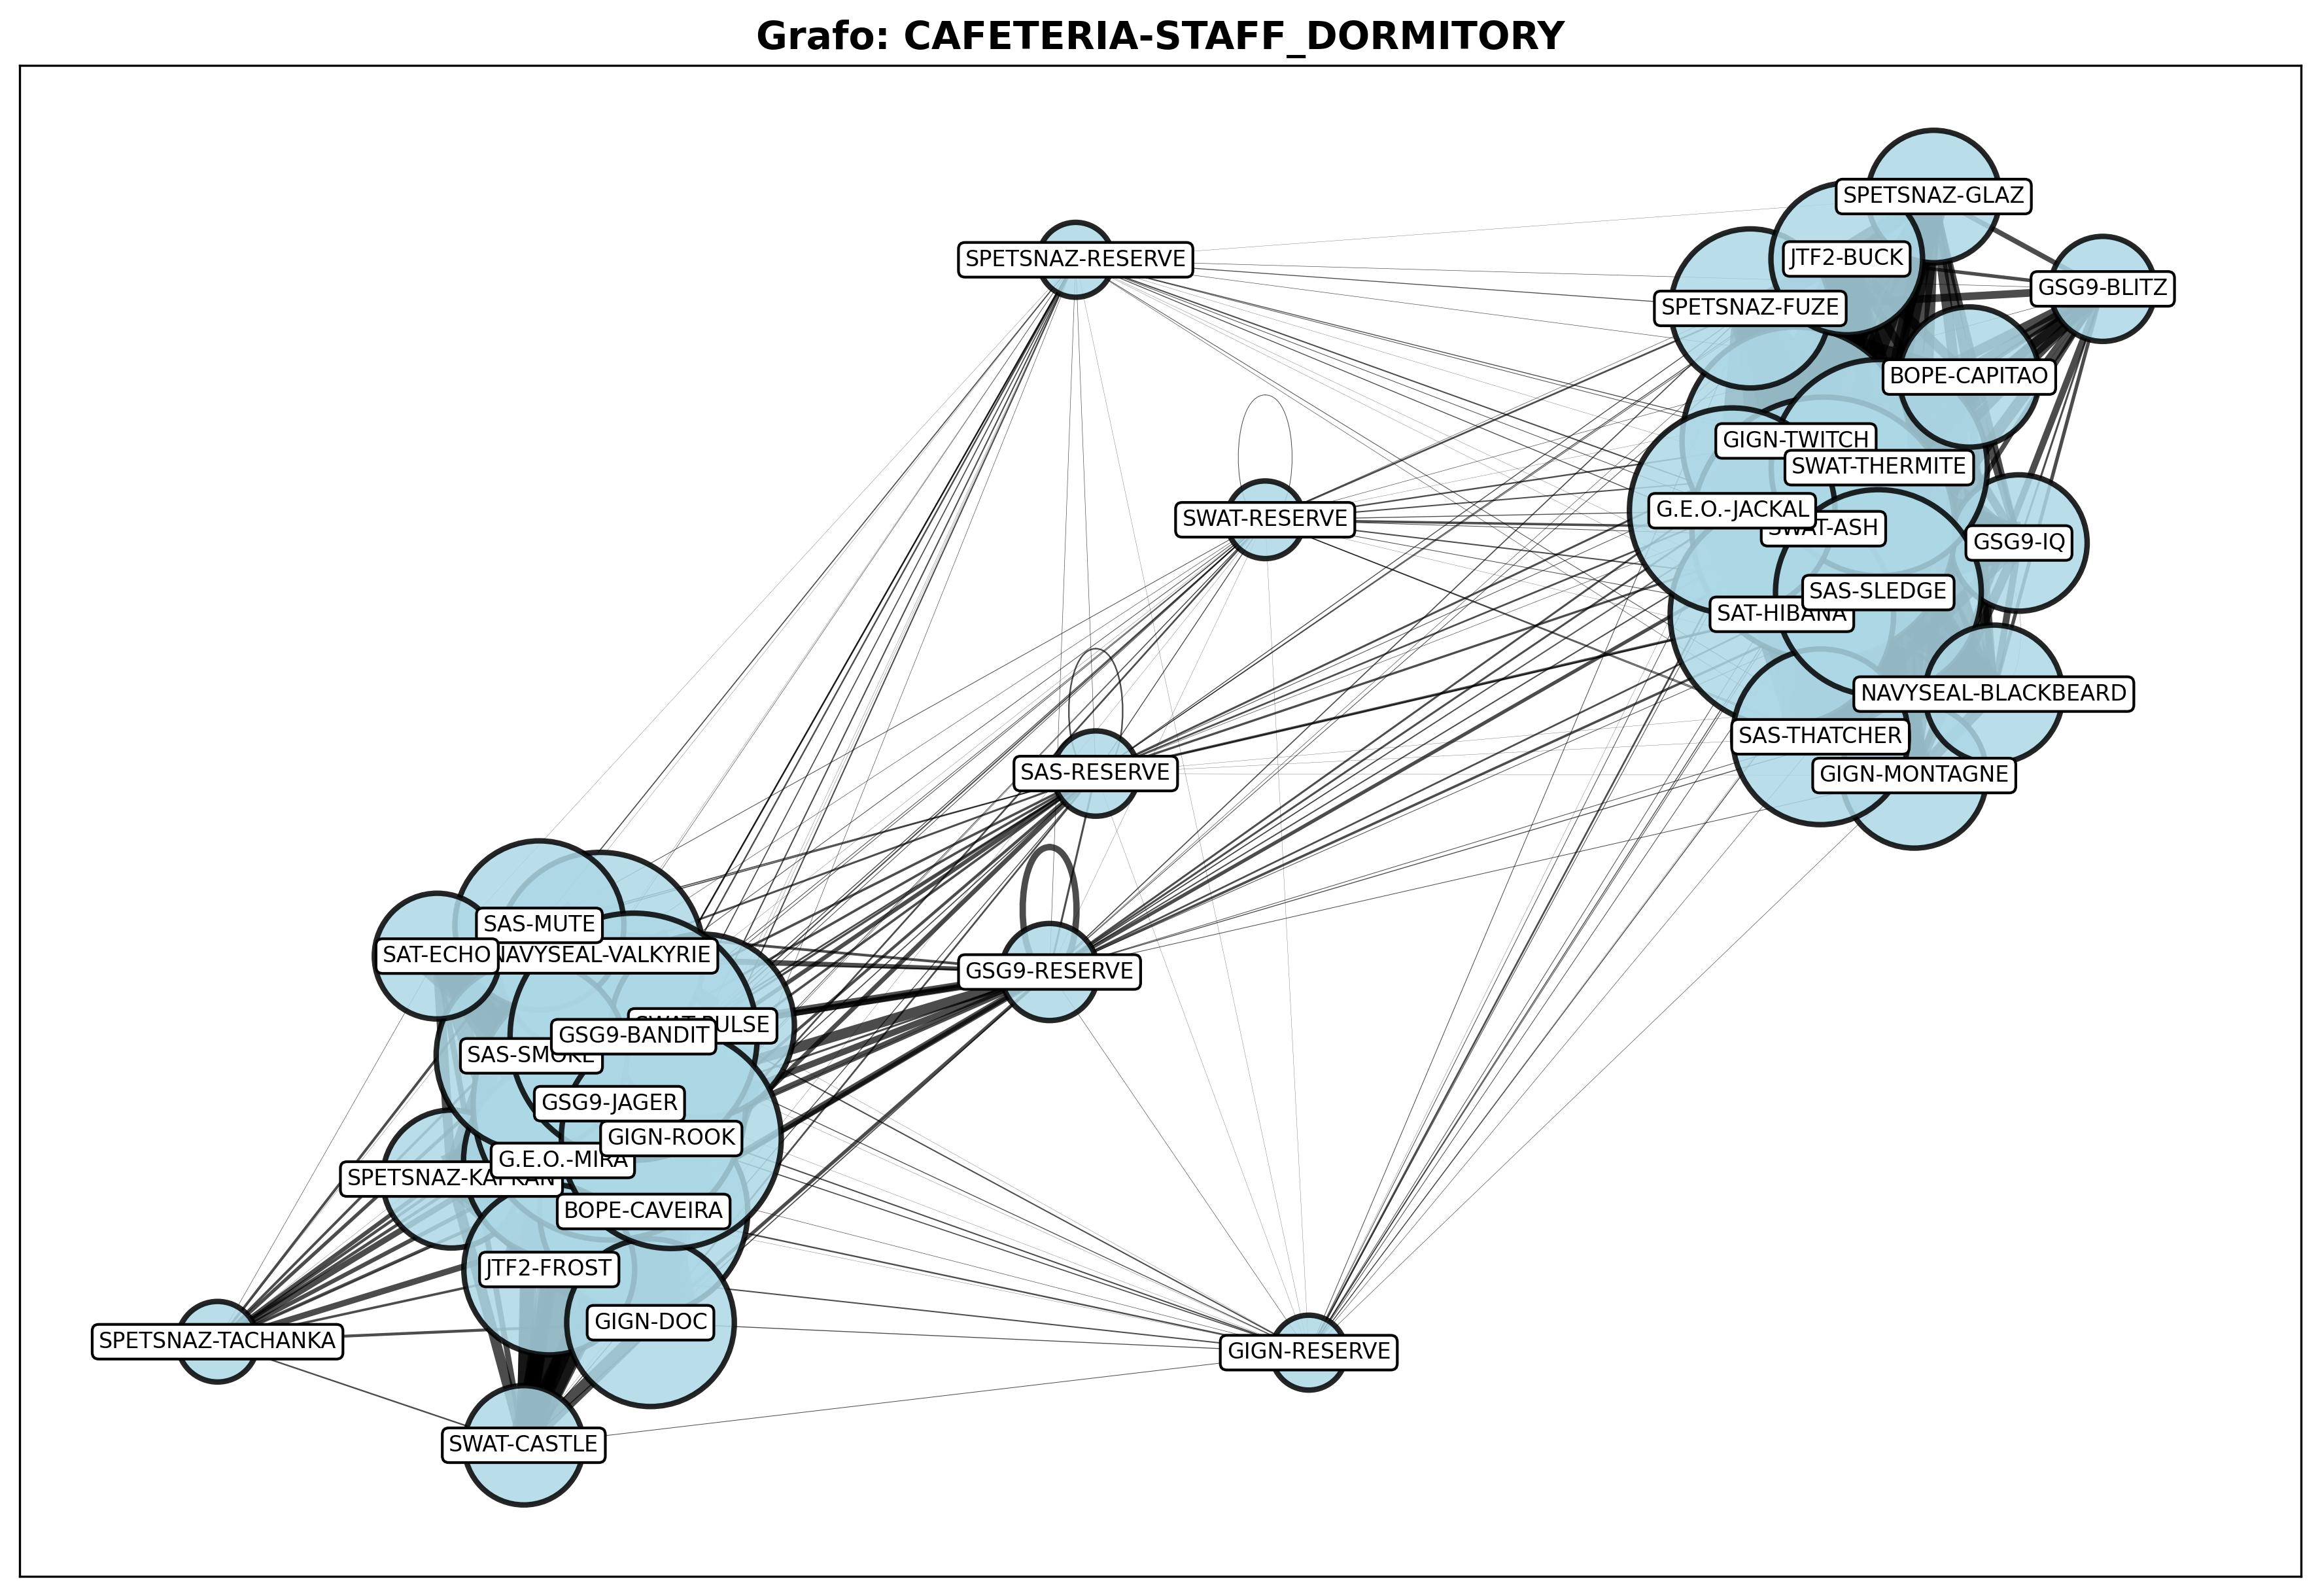 Grafo: CAFETERIA-STAFF_DORMITORY
SPETSNAZ-GLAZ
SPETSNAZ-RESERVE
JTF2-BUCK
GSG9-BLITZ
SPETSNAZ-FUZE
BOPE-CAPITAO
GIGN-TWITCH
SWAT-THERMITE
G.E.O.-JACKAL
SWAT-RESERVE
SWAT-ASH
GSG9-IQ
SAS-SLEDGE
SAT-HIBANA
NAVYSEAL-BLACKBEARD
SAS-THATCHER
SAS-RESERVE
GIGN-MONTAGNE
SAS-MUTE
SAT-ECHO
NAVYSEAL-VALKYRIE
GSG9-RESERVE
SWAT-PULSE
GSG9-BANDIT
SAS-SMOKE
GSG9-JAGER
GIGN-ROOK
G.E.O.-MIRA
SPETSNAZ-KAPKAN
BOPE-CAVEIRA
JTF2-FROST
GIGN-DOC
SPETSNAZ-TACHANKA
GIGN-RESERVE
SWAT-CASTLE